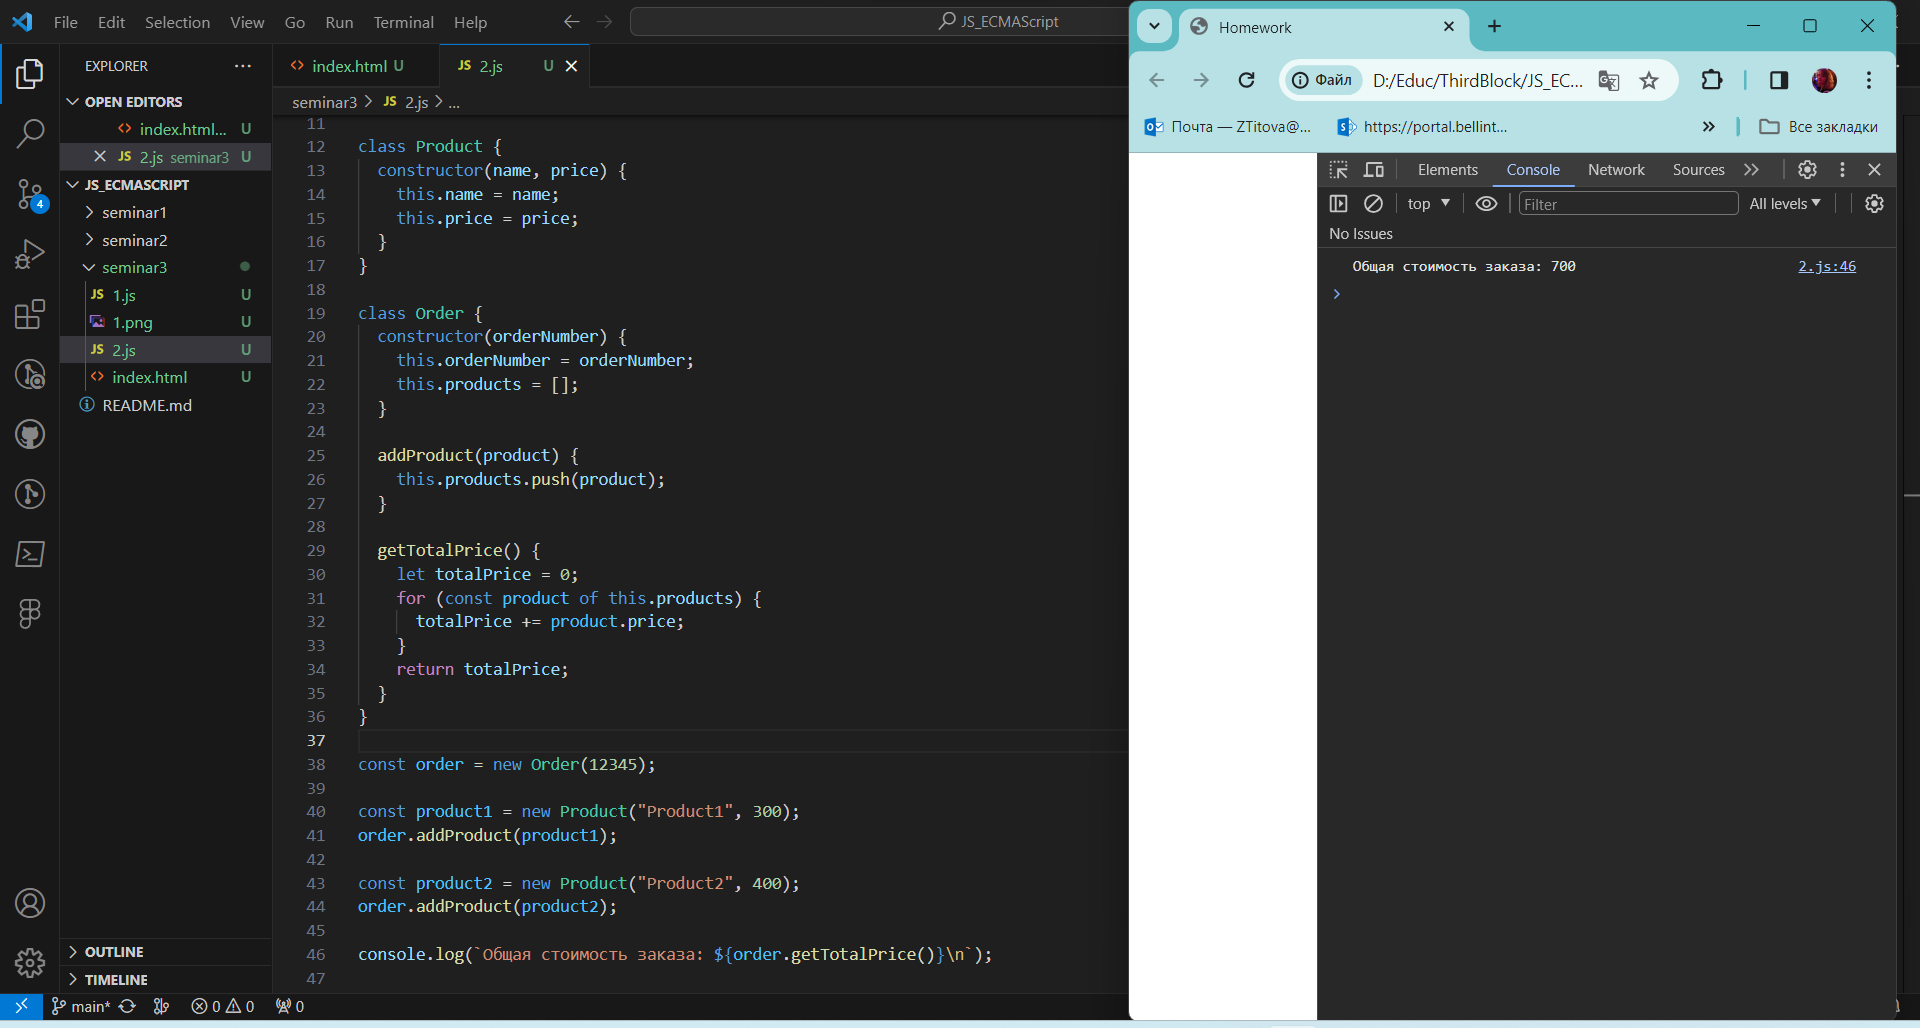 File Edit Selection View Go Run Terminal Help
JS_ECMAScript
EXPLORER
OPEN EDITORS
index.html... U
JS 2.js seminar3 U
JS_ECMASCRIPT
seminar1
seminar2
seminar3
JS 1.js U
1.png U
JS 2.js U
index.html U
README.md
OUTLINE
TIMELINE
4
index.html U
JS 2.js U
seminar3 > JS 2.js > ...
11
12 class Product {
13 constructor(name, price) {
14 this.name = name;
15 this.price = price;
16 }
17 }
18
19 class Order {
20 constructor(orderNumber) {
21 this.orderNumber = orderNumber;
22 this.products = [];
23 }
24
25 addProduct(product) {
26 this.products.push(product);
27 }
28
29 getTotalPrice() {
30 let totalPrice = 0;
31 for (const product of this.products) {
32 totalPrice += product.price;
33 }
34 return totalPrice;
35 }
36 }
37
38 const order = new Order(12345);
39
40 const product1 = new Product("Product1", 300);
41 order.addProduct(product1);
42
43 const product2 = new Product("Product2", 400);
44 order.addProduct(product2);
45
46 console.log(`Общая стоимость заказа: ${order.getTotalPrice()}\n`);
47
main* 0 0 0
Homework
Файл D:/Educ/ThirdBlock/JS_EC...
Почта — ZTitova@... https://portal.bellint... » Все закладки
Elements Console Network Sources »
top Filter All levels
No Issues
Общая стоимость заказа: 700 2.js:46